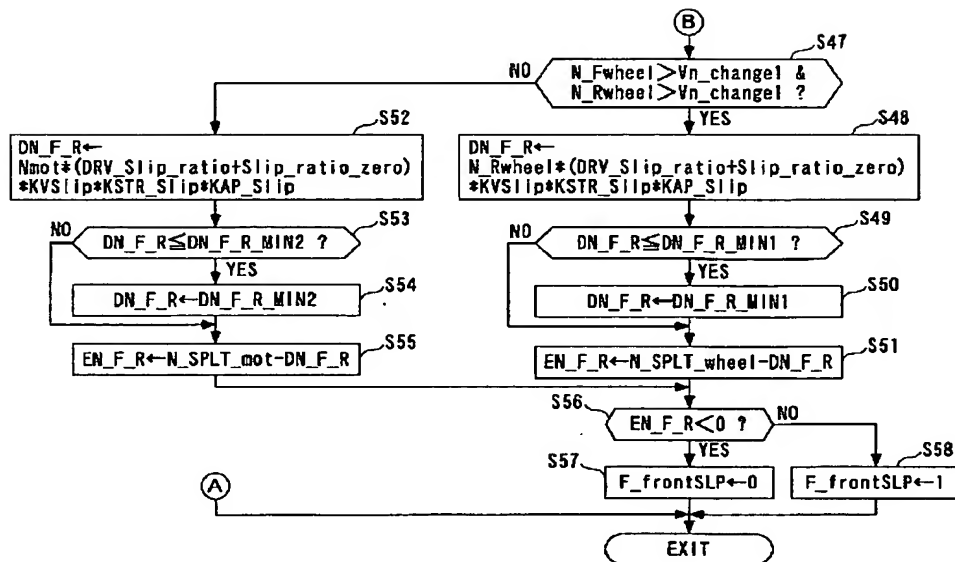 B
S47
N_Fwheel>Vn_change1 &
N_Rwheel>Vn_change1 ?
NO
YES
S52
DN_F_R←
Nmot*(DRV_Slip_ratio+Slip_ratio_zero)
*KVSlip*KSTR_Slip*KAP_Slip
S48
DN_F_R←
N_Rwheel*(DRV_Slip_ratio+Slip_ratio_zero)
*KVSlip*KSTR_Slip*KAP_Slip
S53
NO
DN_F_R≦DN_F_R_MIN2 ?
YES
S49
NO
DN_F_R≦DN_F_R_MIN1 ?
YES
S54
DN_F_R←DN_F_R_MIN2
S50
DN_F_R←DN_F_R_MIN1
S55
EN_F_R←N_SPLT_mot-DN_F_R
S51
EN_F_R←N_SPLT_wheel-DN_F_R
S56
EN_F_R<0 ?
NO
YES
S57
F_frontSLP←0
S58
F_frontSLP←1
A
EXIT